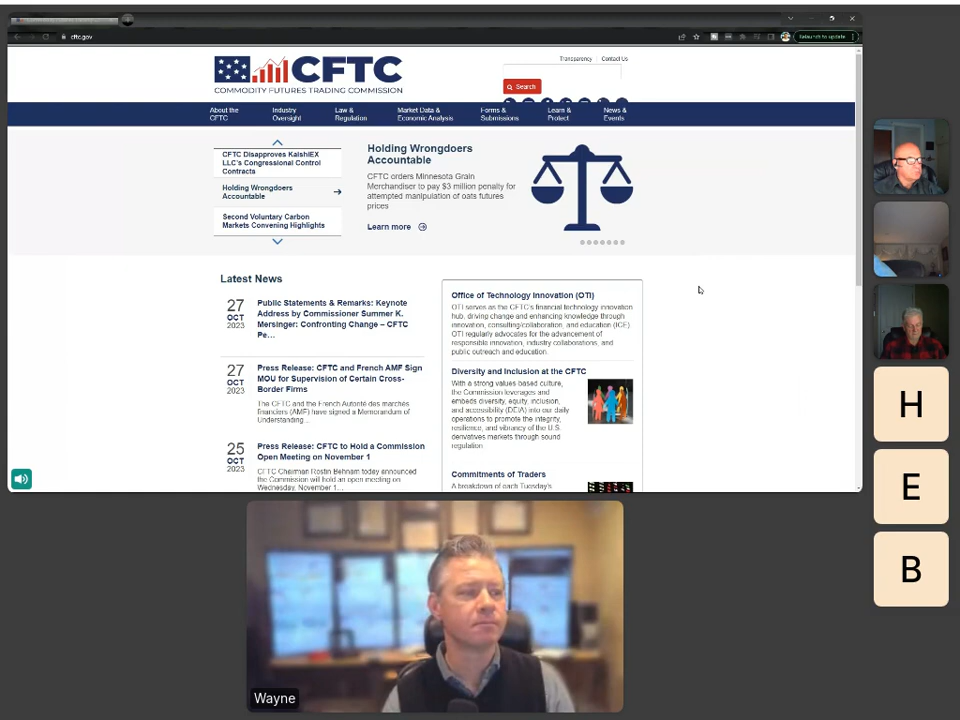 cftc.gov
Relaunch to update
CFTC
COMMODITY FUTURES TRADING COMMISSION
Transparency
Contact Us
Search
About the
CFTC
Industry
Oversight
Law &
Regulation
Market Data &
Economic Analysis
Forms &
Submissions
Learn &
Protect
News &
Events
CFTC Disapproves KalshiEX
LLC's Congressional Control
Contracts
Holding Wrongdoers
Accountable
Second Voluntary Carbon
Markets Convening Highlights
Holding Wrongdoers
Accountable
CFTC orders Minnesota Grain
Merchandiser to pay $3 million penalty for
attempted manipulation of oats futures
prices
Learn more
Latest News
27
OCT
2023
Public Statements & Remarks: Keynote
Address by Commissioner Summer K.
Mersinger: Confronting Change – CFTC
Pe...
27
OCT
2023
Press Release: CFTC and French AMF Sign
MOU for Supervision of Certain Cross-
Border Firms
The CFTC and the French Autorité des marchés
financiers (AMF) have signed a Memorandum of
Understanding...
25
OCT
2023
Press Release: CFTC to Hold a Commission
Open Meeting on November 1
CFTC Chairman Rostin Behnam today announced
the Commission will hold an open meeting on
Wednesday, November 1...
Office of Technology Innovation (OTI)
OTI serves as the CFTC's financial technology innovation
hub, driving change and enhancing knowledge through
innovation, consulting/collaboration, and education (ICE).
OTI regularly advocates for the advancement of
responsible innovation, industry collaborations, and
public outreach and education.
Diversity and Inclusion at the CFTC
With a strong values based culture,
the Commission leverages and
embeds diversity, equity, inclusion,
and accessibility (DEIA) into our daily
operations to promote the integrity,
resilience, and vibrancy of the U.S.
derivatives markets through sound
regulation
Commitments of Traders
A breakdown of each Tuesday's
H
E
B
Wayne